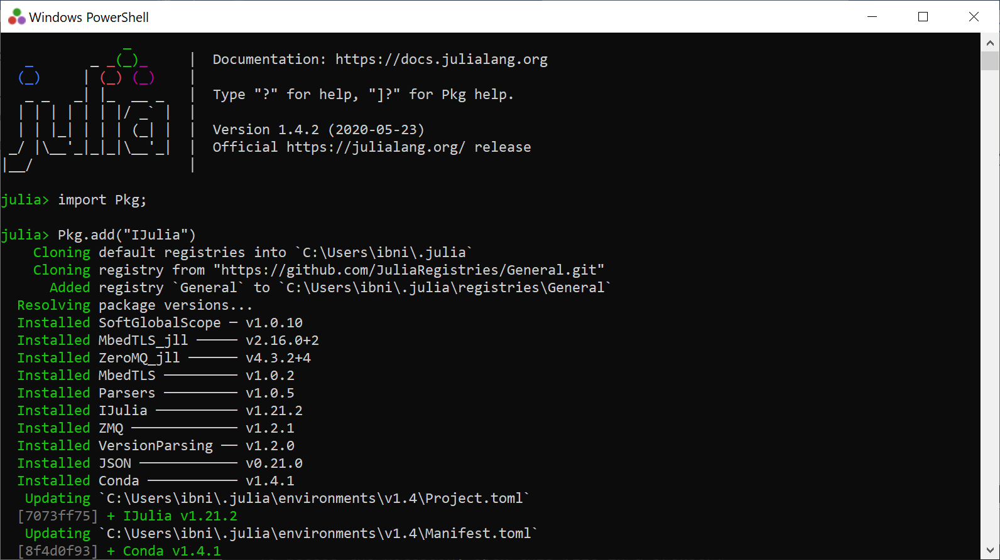 Windows PowerShell
               _
   _       _ _(_)_     |  Documentation: https://docs.julialang.org
  (_)     | (_) (_)    |
   _ _   _| |_  __ _   |  Type "?" for help, "]?" for Pkg help.
  | | | | | | |/ _` |  |
  | | |_| | | | (_| |  |  Version 1.4.2 (2020-05-23)
 _/ |\__'_|_|_|\__'_|  |  Official https://julialang.org/ release
|__/                   |
julia> import Pkg;
julia> Pkg.add("IJulia")
    Cloning default registries into `C:\Users\ibni\.julia`
    Cloning registry from "https://github.com/JuliaRegistries/General.git"
      Added registry `General` to `C:\Users\ibni\.julia\registries\General`
  Resolving package versions...
  Installed SoftGlobalScope ─ v1.0.10
  Installed MbedTLS_jll ───── v2.16.0+2
  Installed ZeroMQ_jll ────── v4.3.2+4
  Installed MbedTLS ───────── v1.0.2
  Installed Parsers ───────── v1.0.5
  Installed IJulia ────────── v1.21.2
  Installed ZMQ ───────────── v1.2.1
  Installed VersionParsing ── v1.2.0
  Installed JSON ──────────── v0.21.0
  Installed Conda ─────────── v1.4.1
   Updating `C:\Users\ibni\.julia\environments\v1.4\Project.toml`
  [7073ff75] + IJulia v1.21.2
   Updating `C:\Users\ibni\.julia\environments\v1.4\Manifest.toml`
  [8f4d0f93] + Conda v1.4.1